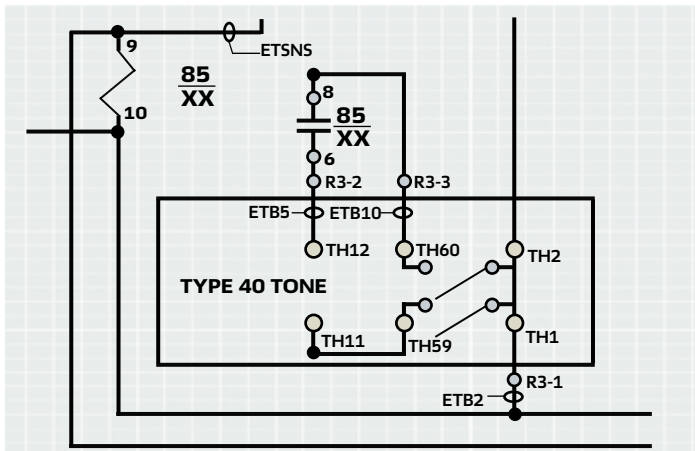 9
ETSNS
85
XX
8
10
85
XX
6
R3-2
R3-3
ETB5
ETB10
TH12
TH60
TH2
TYPE 40 TONE
TH11
TH59
TH1
R3-1
ETB2